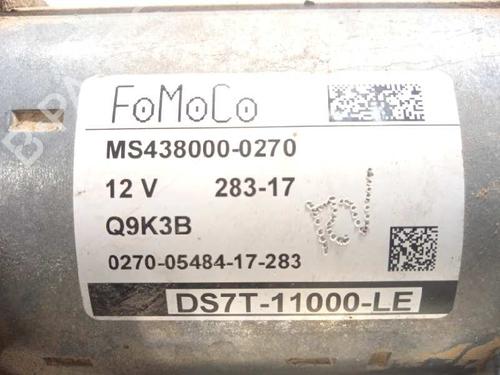 FoMoCo
MS438000-0270
12 V 283-17
Q9K3B
0270-05484-17-283
DS7T-11000-LE